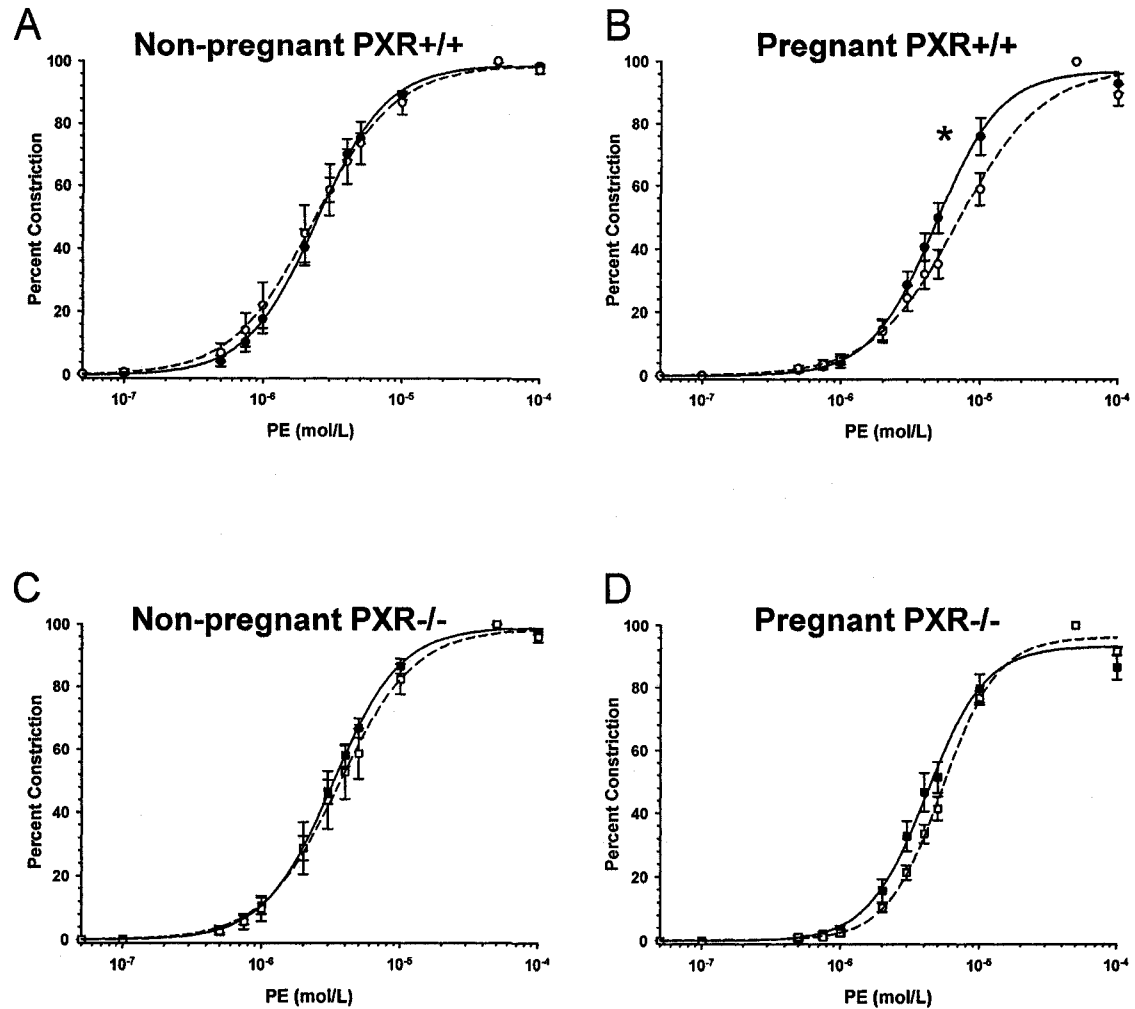 A
Non-pregnant PXR+/+
B
Pregnant PXR+/+
Percent Constriction
100
80
60
40
20
0
10-7
10-6
10-5
10-4
PE (mol/L)
Percent Constriction
100
80
60
40
20
0
*
10-7
10-6
10-5
10-4
PE (mol/L)
C
Non-pregnant PXR-/-
D
Pregnant PXR-/-
Percent Constriction
100
80
60
40
20
0
10-7
10-6
10-5
10-4
PE (mol/L)
Percent Constriction
100
80
60
40
20
0
10-7
10-6
10-5
10-4
PE (mol/L)